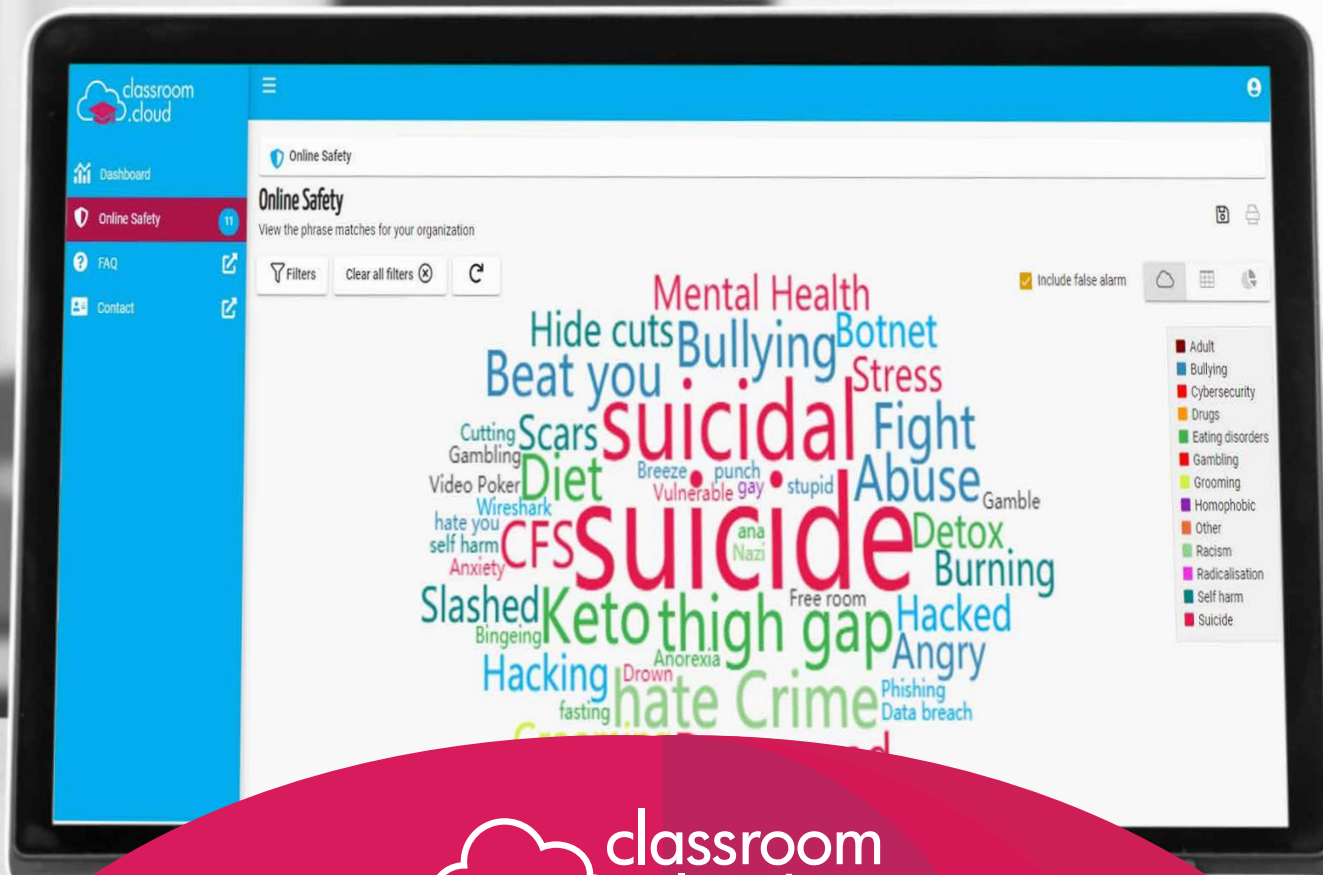 classroom
.cloud
Dashboard
Online Safety
11
FAQ
Contact
Online Safety
Online Safety
View the phrase matches for your organization
Filters
Clear all filters
Include false alarm
Mental Health
Hide cuts
Bullying
Botnet
Beat you
Stress
suicidal
Cutting
Scars
Fight
Gambling
Breeze
punch
Video Poker
Diet
Vulnerable
gay
stupid
Abuse
Gamble
Wireshark
hate you
suicide
self harm
CFS
ana
Nazi
Detox
Anxiety
Burning
Slashed
Free room
Keto
thigh gap
Hacked
Bingeing
Anorexia
Angry
Hacking
Drown
hate Crime
Phishing
fasting
Data breach
Grooming
Adult
Bullying
Cybersecurity
Drugs
Eating disorders
Gambling
Grooming
Homophobic
Other
Racism
Radicalisation
Self harm
Suicide
classroom